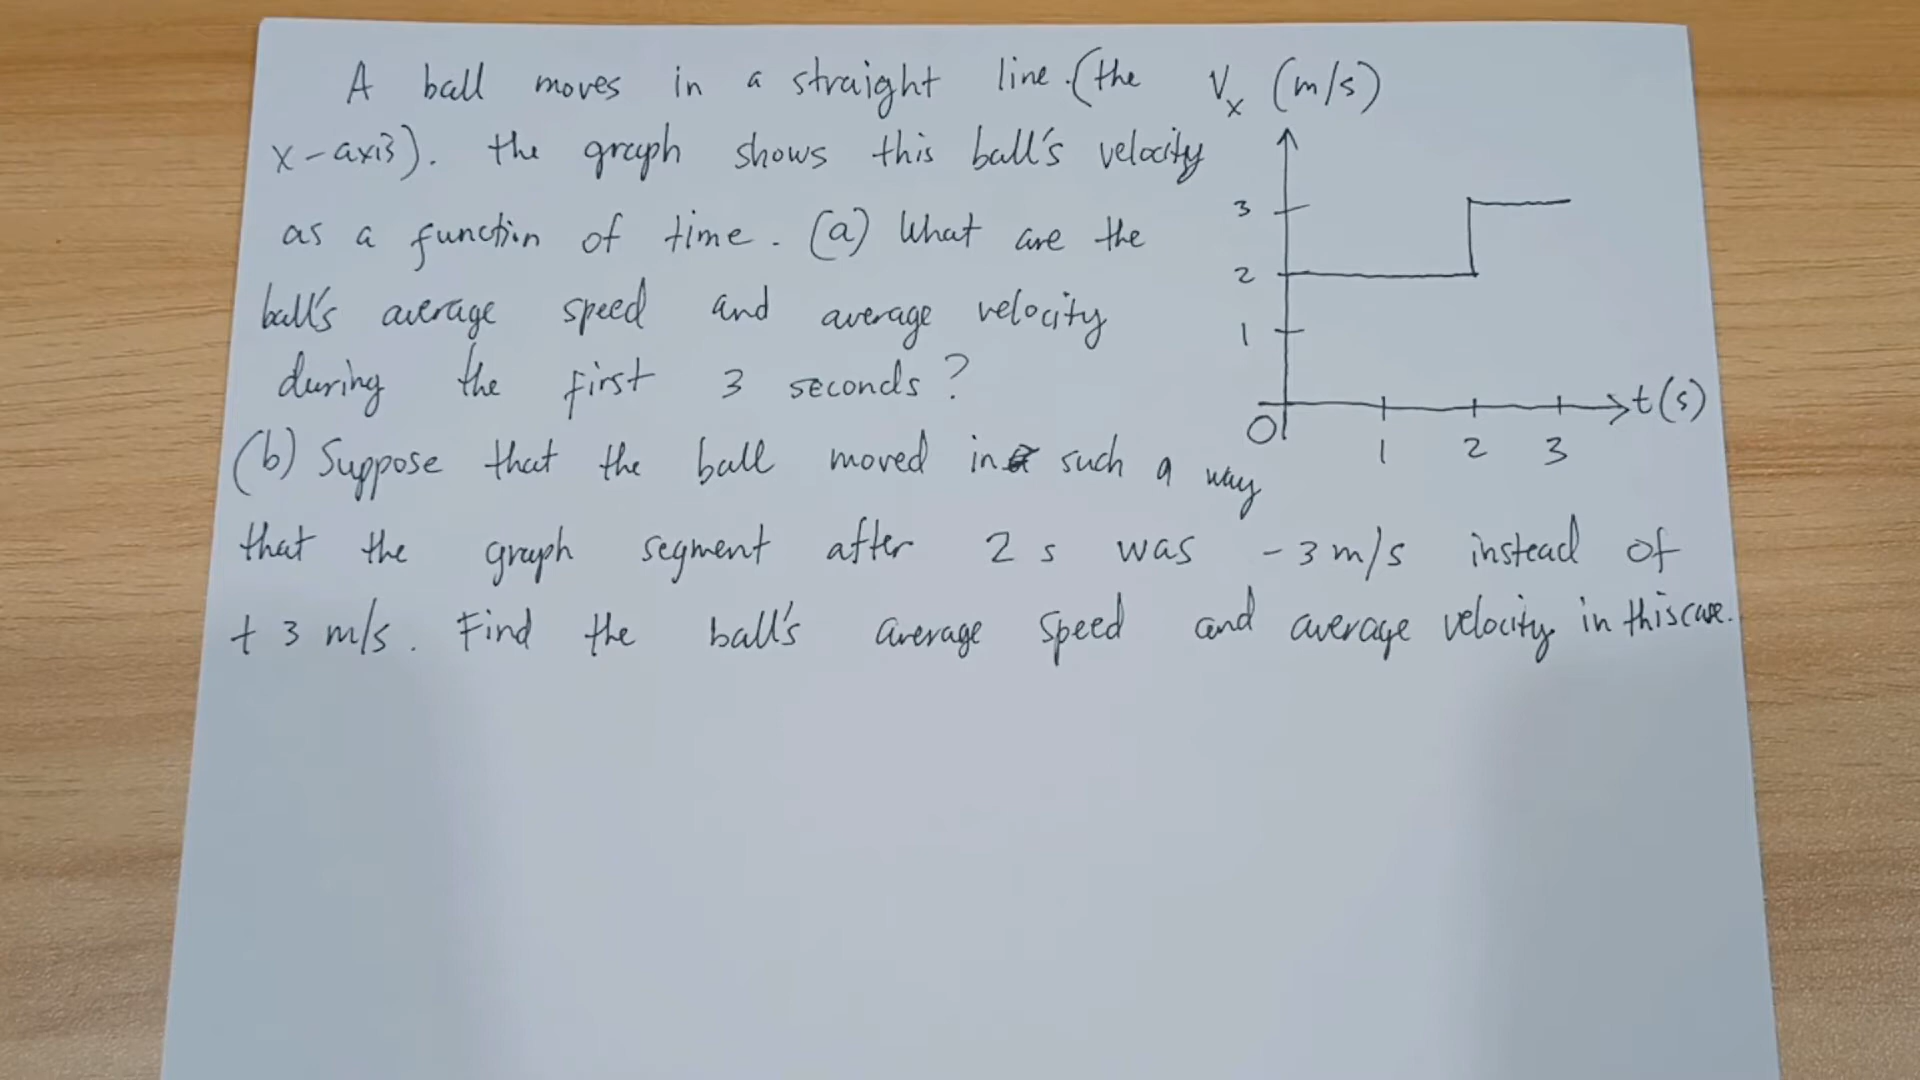 A ball moves in a straight line (the
x-axis). the graph shows this ball's velocity
as a function of time. (a) What are the
ball's average speed and average velocity
during the first 3 seconds?
(b) Suppose that the ball moved in such a way
that the graph segment after 2 s was -3 m/s instead of
+3 m/s. Find the ball's average speed and average velocity in this case.
Vx (m/s)
3
2
1
0
1 2 3
t(s)